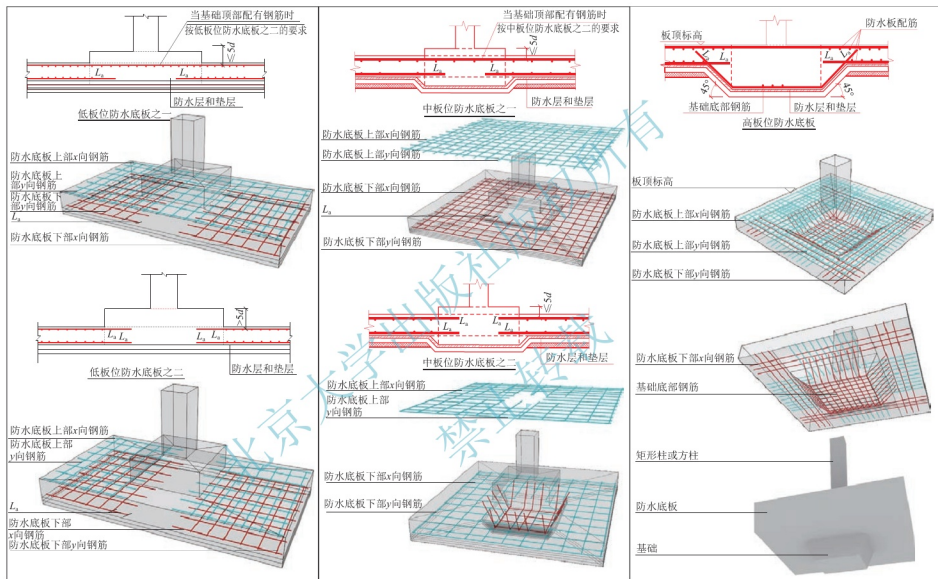 当基础顶部配有钢筋时
按低板位防水底板之二的要求
5d
La
La
防水层和垫层
低板位防水底板之一
防水底板上部x向钢筋
防水底板上
部y向钢筋
防水底板下
部y向钢筋
La
防水底板下部x向钢筋
>5d
La
La
La
La
防水层和垫层
低板位防水底板之二
防水底板上部x向钢筋
防水底板上部
y向钢筋
La
防水底板下部
x向钢筋
防水底板下部y向钢筋
当基础顶部配有钢筋时
按中板位防水底板之二的要求
5d
La
La
防水层和垫层
中板位防水底板之一
防水底板上部x向钢筋
防水底板上部y向钢筋
防水底板下部x向钢筋
La
防水底板下部y向钢筋
5d
La
La
La
La
防水层和垫层
中板位防水底板之二
防水底板上部x向钢筋
防水底板上部
y向钢筋
防水底板下部x向钢筋
防水底板下部y向钢筋
防水板配筋
板顶标高
La
La
45°
45°
基础底部钢筋
防水层和垫层
高板位防水底板
板顶标高
防水底板上部x向钢筋
防水底板上部y向钢筋
防水底板下部y向钢筋
防水底板下部x向钢筋
基础底部钢筋
矩形柱或方柱
防水底板
基础
北京大学出版社版权所有
禁止转载